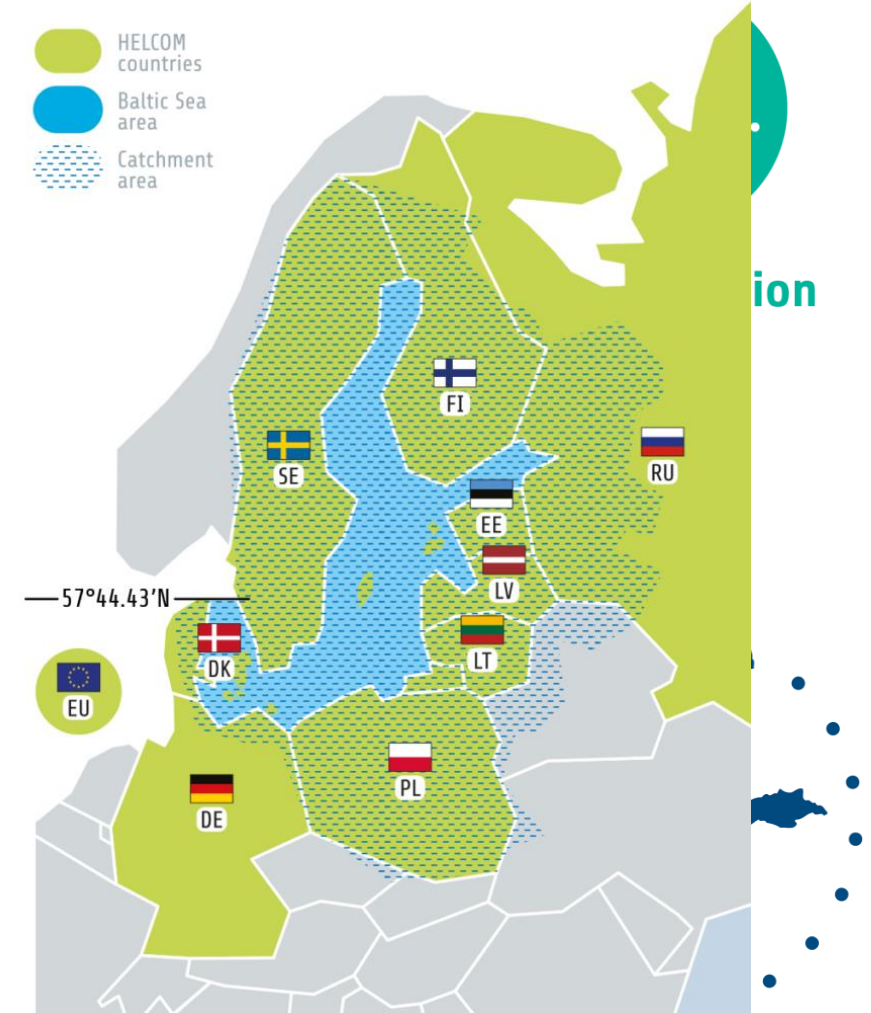 HELCOM
countries
Baltic Sea
area
Catchment
area
ion
FI
SE
RU
EE
LV
57°44.43'N
LT
DK
EU
PL
DE